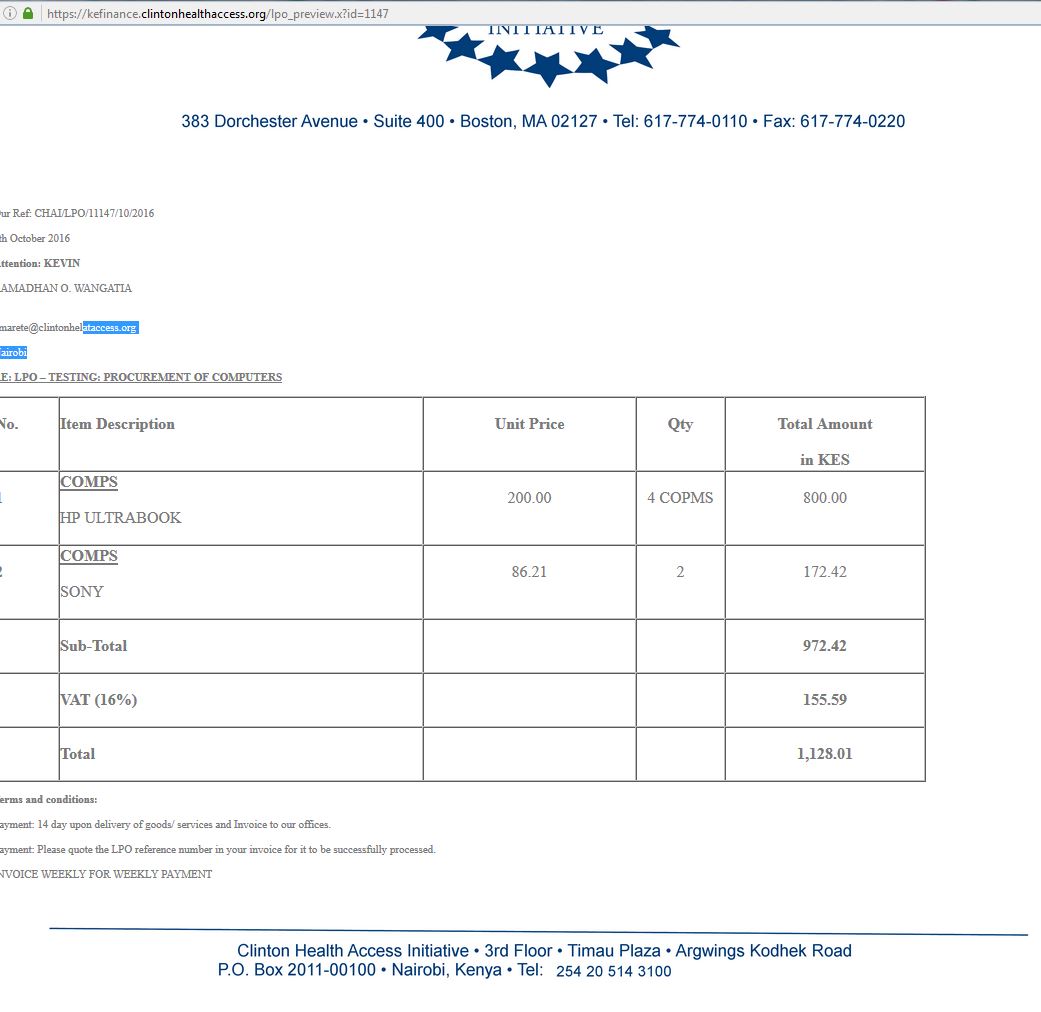 https://kefinance.clintonhealthaccess.org/lpo_preview.x?id=1147
INITIATIVE
383 Dorchester Avenue • Suite 400 • Boston, MA 02127 • Tel: 617-774-0110 • Fax: 617-774-0220
ur Ref: CHAI/LPO/11147/10/2016
th October 2016
ttention: KEVIN
AMADHAN O. WANGATIA
marete@clintonhelataccess.org
airobi
E: LPO – TESTING: PROCUREMENT OF COMPUTERS
No. Item Description Unit Price Qty Total Amount
in KES
1 COMPS 200.00 4 COPMS 800.00
HP ULTRABOOK
2 COMPS 86.21 2 172.42
SONY
Sub-Total 972.42
VAT (16%) 155.59
Total 1,128.01
erms and conditions:
ayment: 14 day upon delivery of goods/ services and Invoice to our offices.
ayment: Please quote the LPO reference number in your invoice for it to be successfully processed.
NVOICE WEEKLY FOR WEEKLY PAYMENT
Clinton Health Access Initiative • 3rd Floor • Timau Plaza • Argwings Kodhek Road
P.O. Box 2011-00100 • Nairobi, Kenya • Tel: 254 20 514 3100